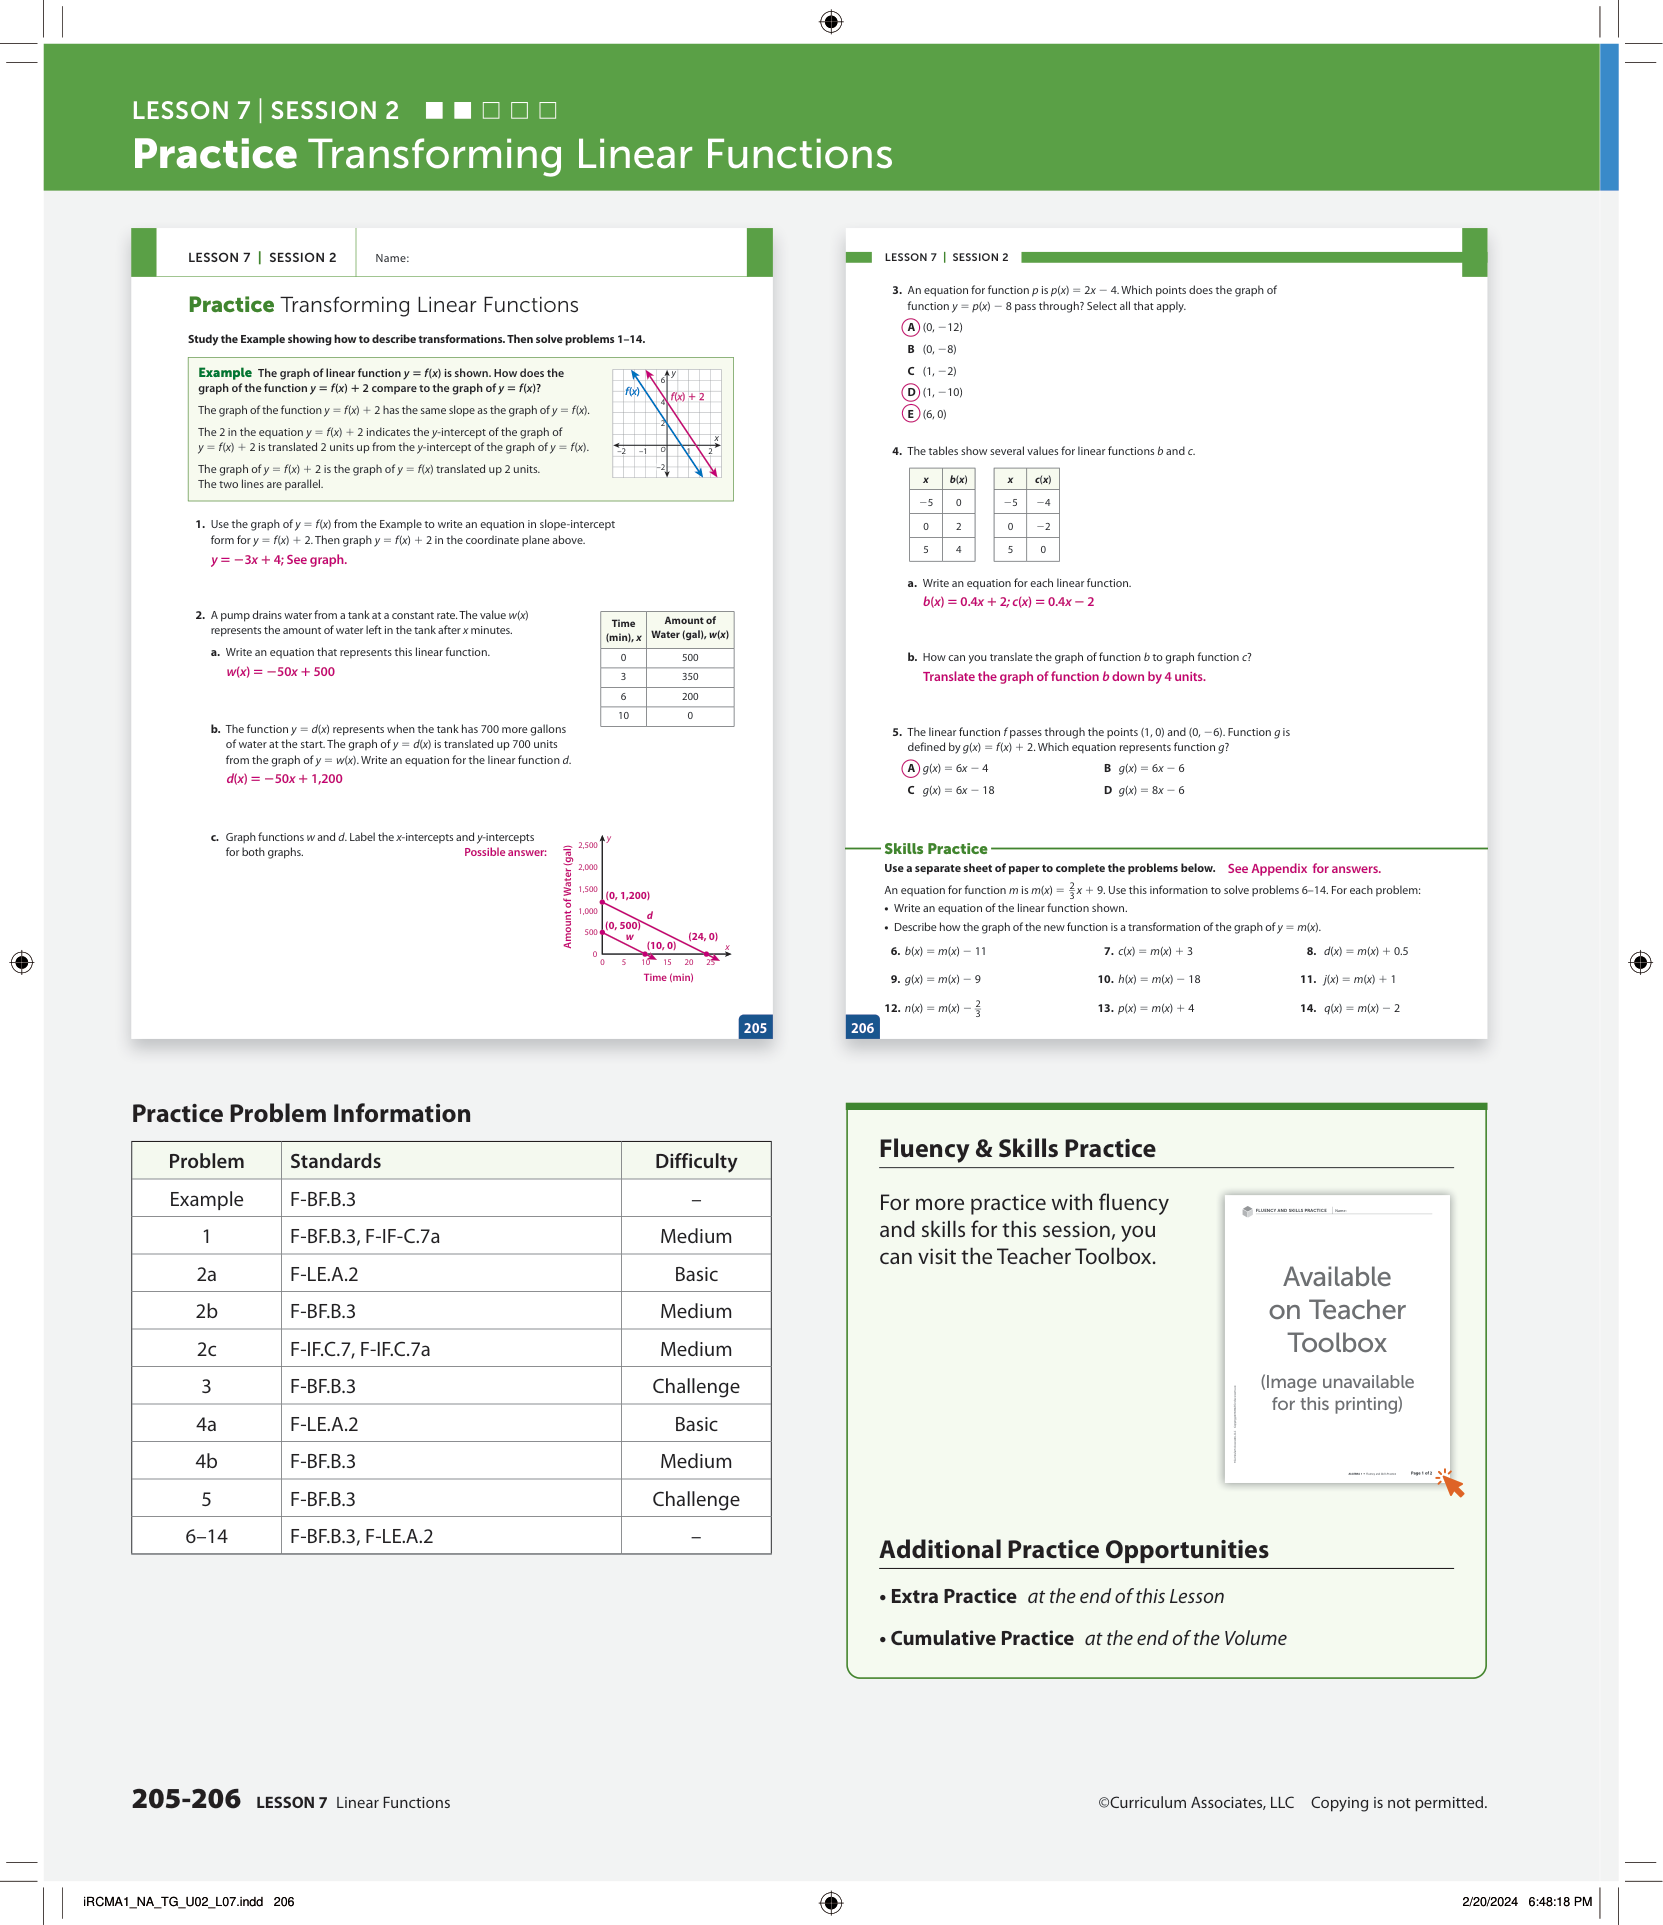 LESSON 7 | SESSION 2
Practice Transforming Linear Functions
LESSON 7 | SESSION 2
Name:
Practice Transforming Linear Functions
Study the Example showing how to describe transformations. Then solve problems 1–14.
Example The graph of linear function y = f(x) is shown. How does the
graph of the function y = f(x) + 2 compare to the graph of y = f(x)?
The graph of the function y = f(x) + 2 has the same slope as the graph of y = f(x).
The 2 in the equation y = f(x) + 2 indicates the y-intercept of the graph of
y = f(x) + 2 is translated 2 units up from the y-intercept of the graph of y = f(x).
The graph of y = f(x) + 2 is the graph of y = f(x) translated up 2 units.
The two lines are parallel.
y
6
f(x)
f(x) + 2
4
2
x
−2 −1 O 1 2
−2
1. Use the graph of y = f(x) from the Example to write an equation in slope-intercept
form for y = f(x) + 2. Then graph y = f(x) + 2 in the coordinate plane above.
y = −3x + 4; See graph.
2. A pump drains water from a tank at a constant rate. The value w(x)
represents the amount of water left in the tank after x minutes.
a. Write an equation that represents this linear function.
w(x) = −50x + 500
Time (min), x Amount of Water (gal), w(x)
0 500
3 350
6 200
10 0
b. The function y = d(x) represents when the tank has 700 more gallons
of water at the start. The graph of y = d(x) is translated up 700 units
from the graph of y = w(x). Write an equation for the linear function d.
d(x) = −50x + 1,200
c. Graph functions w and d. Label the x-intercepts and y-intercepts
for both graphs. Possible answer:
y
2,500
2,000
1,500
1,000
500
0
Amount of Water (gal)
(0, 1,200)
d
(0, 500)
w
(10, 0)
(24, 0)
x
0 5 10 15 20 25
Time (min)
205
LESSON 7 | SESSION 2
3. An equation for function p is p(x) = 2x − 4. Which points does the graph of
function y = p(x) − 8 pass through? Select all that apply.
A (0, −12)
B (0, −8)
C (1, −2)
D (1, −10)
E (6, 0)
4. The tables show several values for linear functions b and c.
x b(x) x c(x)
−5 0 −5 −4
0 2 0 −2
5 4 5 0
a. Write an equation for each linear function.
b(x) = 0.4x + 2; c(x) = 0.4x − 2
b. How can you translate the graph of function b to graph function c?
Translate the graph of function b down by 4 units.
5. The linear function f passes through the points (1, 0) and (0, −6). Function g is
defined by g(x) = f(x) + 2. Which equation represents function g?
A g(x) = 6x − 4 B g(x) = 6x − 6
C g(x) = 6x − 18 D g(x) = 8x − 6
Skills Practice
Use a separate sheet of paper to complete the problems below. See Appendix for answers.
An equation for function m is m(x) = 2/3 x + 9. Use this information to solve problems 6–14. For each problem:
• Write an equation of the linear function shown.
• Describe how the graph of the new function is a transformation of the graph of y = m(x).
6. b(x) = m(x) − 11 7. c(x) = m(x) + 3 8. d(x) = m(x) + 0.5
9. g(x) = m(x) − 9 10. h(x) = m(x) − 18 11. j(x) = m(x) + 1
12. n(x) = m(x) − 2/3 13. p(x) = m(x) + 4 14. q(x) = m(x) − 2
206
Practice Problem Information
Problem Standards Difficulty
Example F-BF.B.3 –
1 F-BF.B.3, F-IF-C.7a Medium
2a F-LE.A.2 Basic
2b F-BF.B.3 Medium
2c F-IF.C.7, F-IF.C.7a Medium
3 F-BF.B.3 Challenge
4a F-LE.A.2 Basic
4b F-BF.B.3 Medium
5 F-BF.B.3 Challenge
6–14 F-BF.B.3, F-LE.A.2 –
Fluency & Skills Practice
For more practice with fluency
and skills for this session, you
can visit the Teacher Toolbox.
FLUENCY AND SKILLS PRACTICE | Name:
Available
on Teacher
Toolbox
(Image unavailable
for this printing)
Page 1 of 2
Additional Practice Opportunities
• Extra Practice at the end of this Lesson
• Cumulative Practice at the end of the Volume
205-206 LESSON 7 Linear Functions
©Curriculum Associates, LLC Copying is not permitted.
iRCMA1_NA_TG_U02_L07.indd 206
2/20/2024 6:48:18 PM